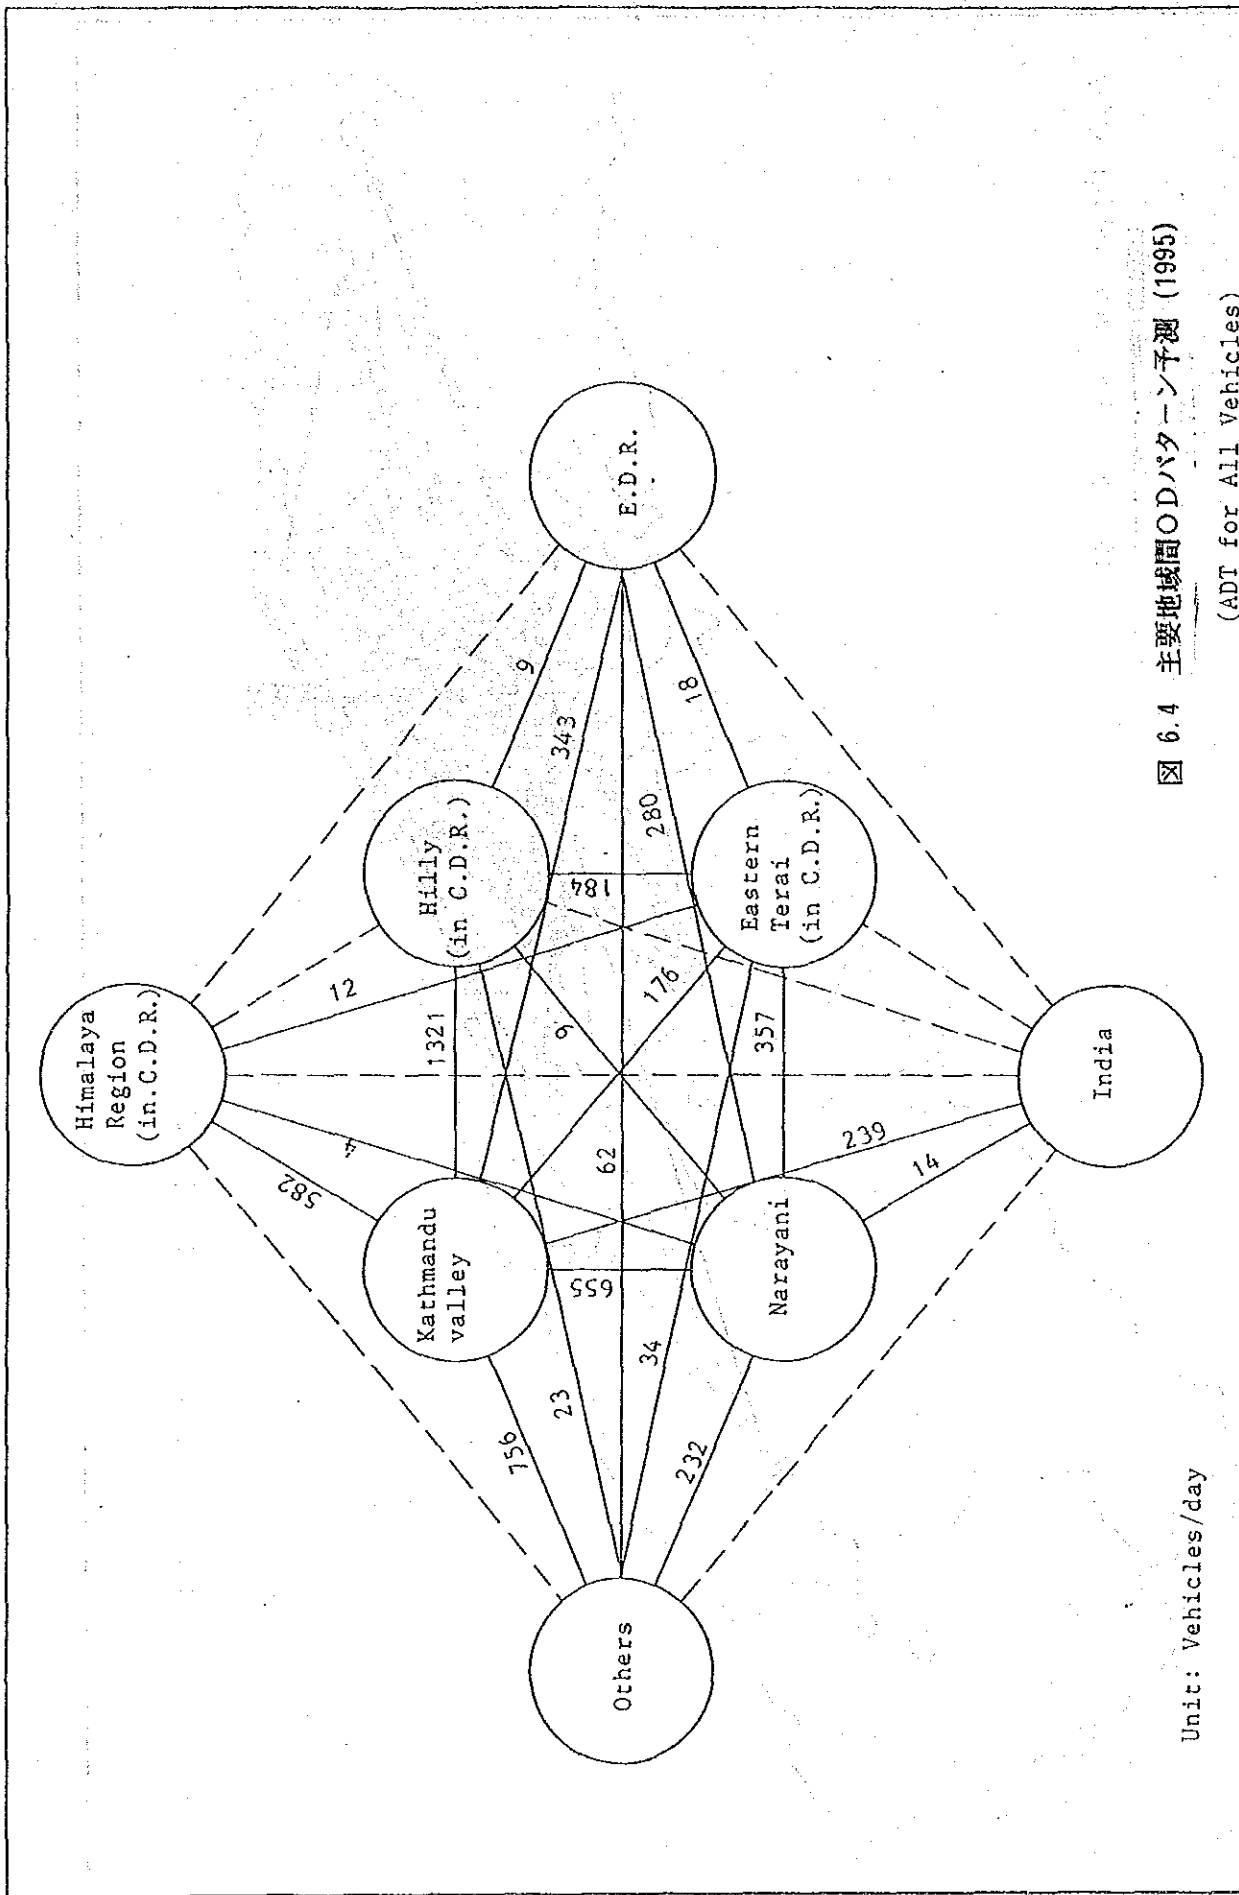 Himalaya
Region
(in C.D.R.)
582
4
12
Kathmandu
valley
1321
Hilly
(in C.D.R.)
756
9
23
343
9
Others
655
62
176
184
E.D.R.
34
280
232
18
Narayani
357
Eastern
Terai
(in C.D.R.)
239
14
India
Unit: Vehicles/day
図 6.4 主要地域間ODパターン予測 (1995)
(ADT for All Vehicles)